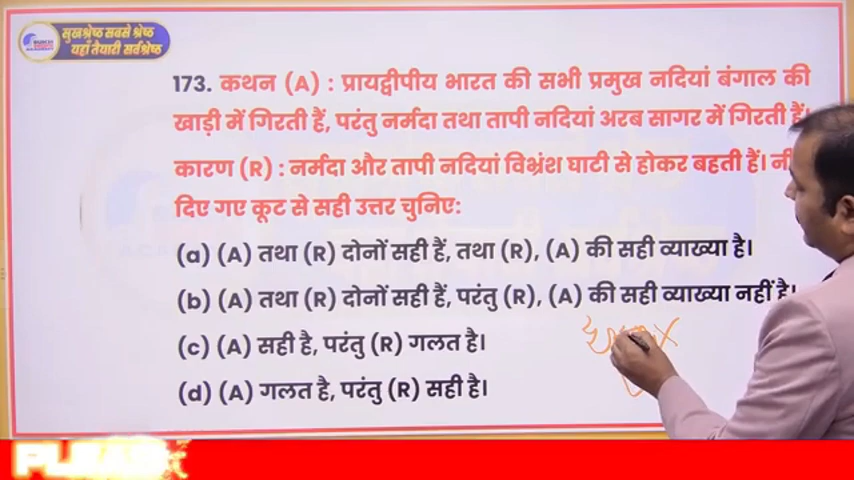 सुखश्रेष्ठ सबसे श्रेष्ठ
यहाँ तैयारी सर्वश्रेष्ठ
173. कथन (A) : प्रायद्वीपीय भारत की सभी प्रमुख नदियां बंगाल की
खाड़ी में गिरती हैं, परंतु नर्मदा तथा तापी नदियां अरब सागर में गिरती हैं।
कारण (R) : नर्मदा और तापी नदियां विभ्रंश घाटी से होकर बहती हैं।
दिए गए कूट से सही उत्तर चुनिए:
(a) (A) तथा (R) दोनों सही हैं, तथा (R), (A) की सही व्याख्या है।
(b) (A) तथा (R) दोनों सही हैं, परंतु (R), (A) की सही व्याख्या नहीं है।
(c) (A) सही है, परंतु (R) गलत है।
(d) (A) गलत है, परंतु (R) सही है।